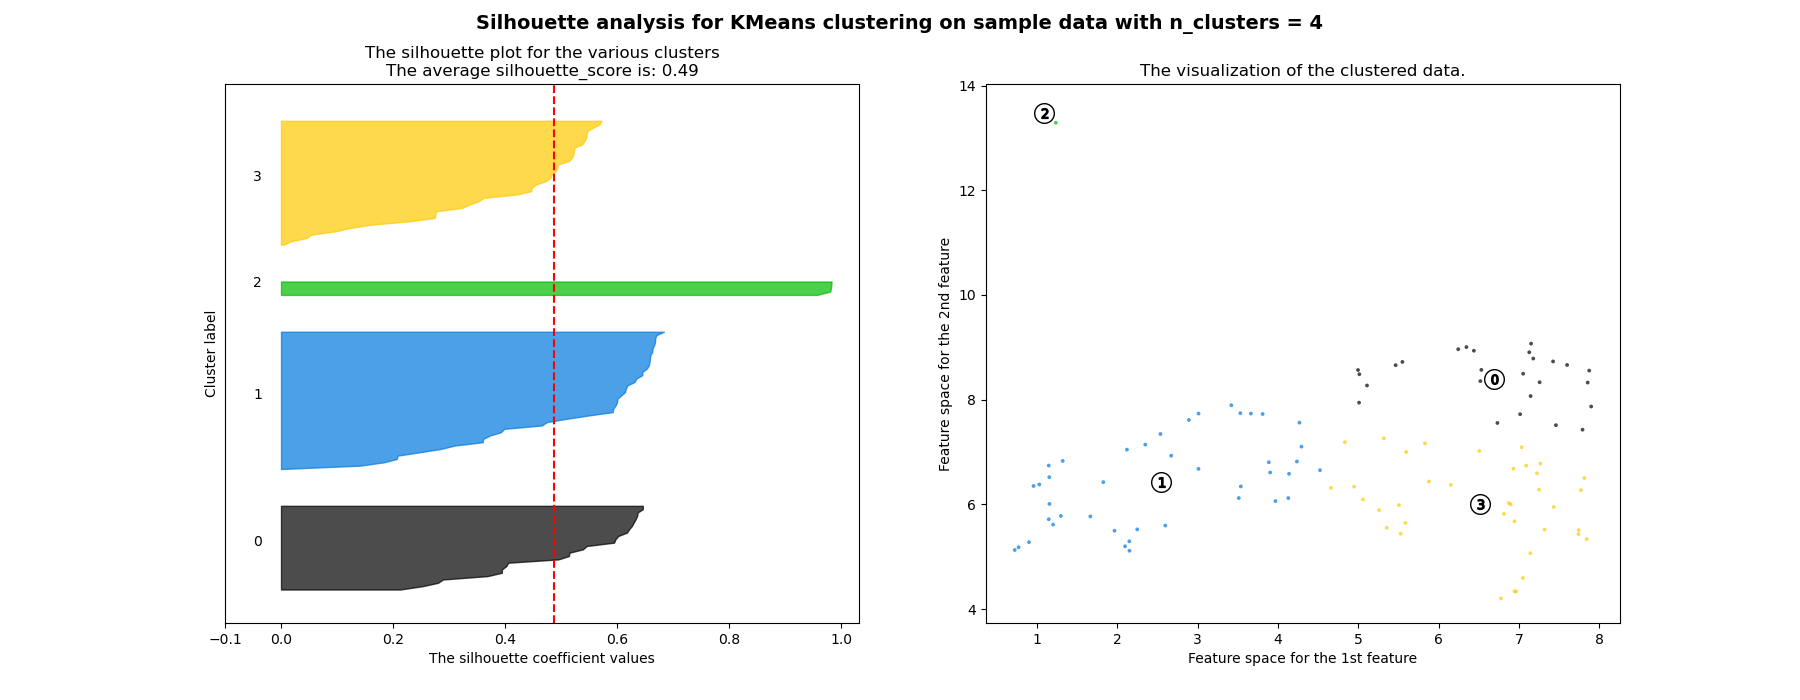 Silhouette analysis for KMeans clustering on sample data with n_clusters = 4
The silhouette plot for the various clusters
The average silhouette_score is: 0.49
Cluster label
3
2
1
0
−0.1 0.0 0.2 0.4 0.6 0.8 1.0
The silhouette coefficient values
The visualization of the clustered data.
Feature space for the 2nd feature
14
12
10
8
6
4
2
0
1
3
1 2 3 4 5 6 7 8
Feature space for the 1st feature